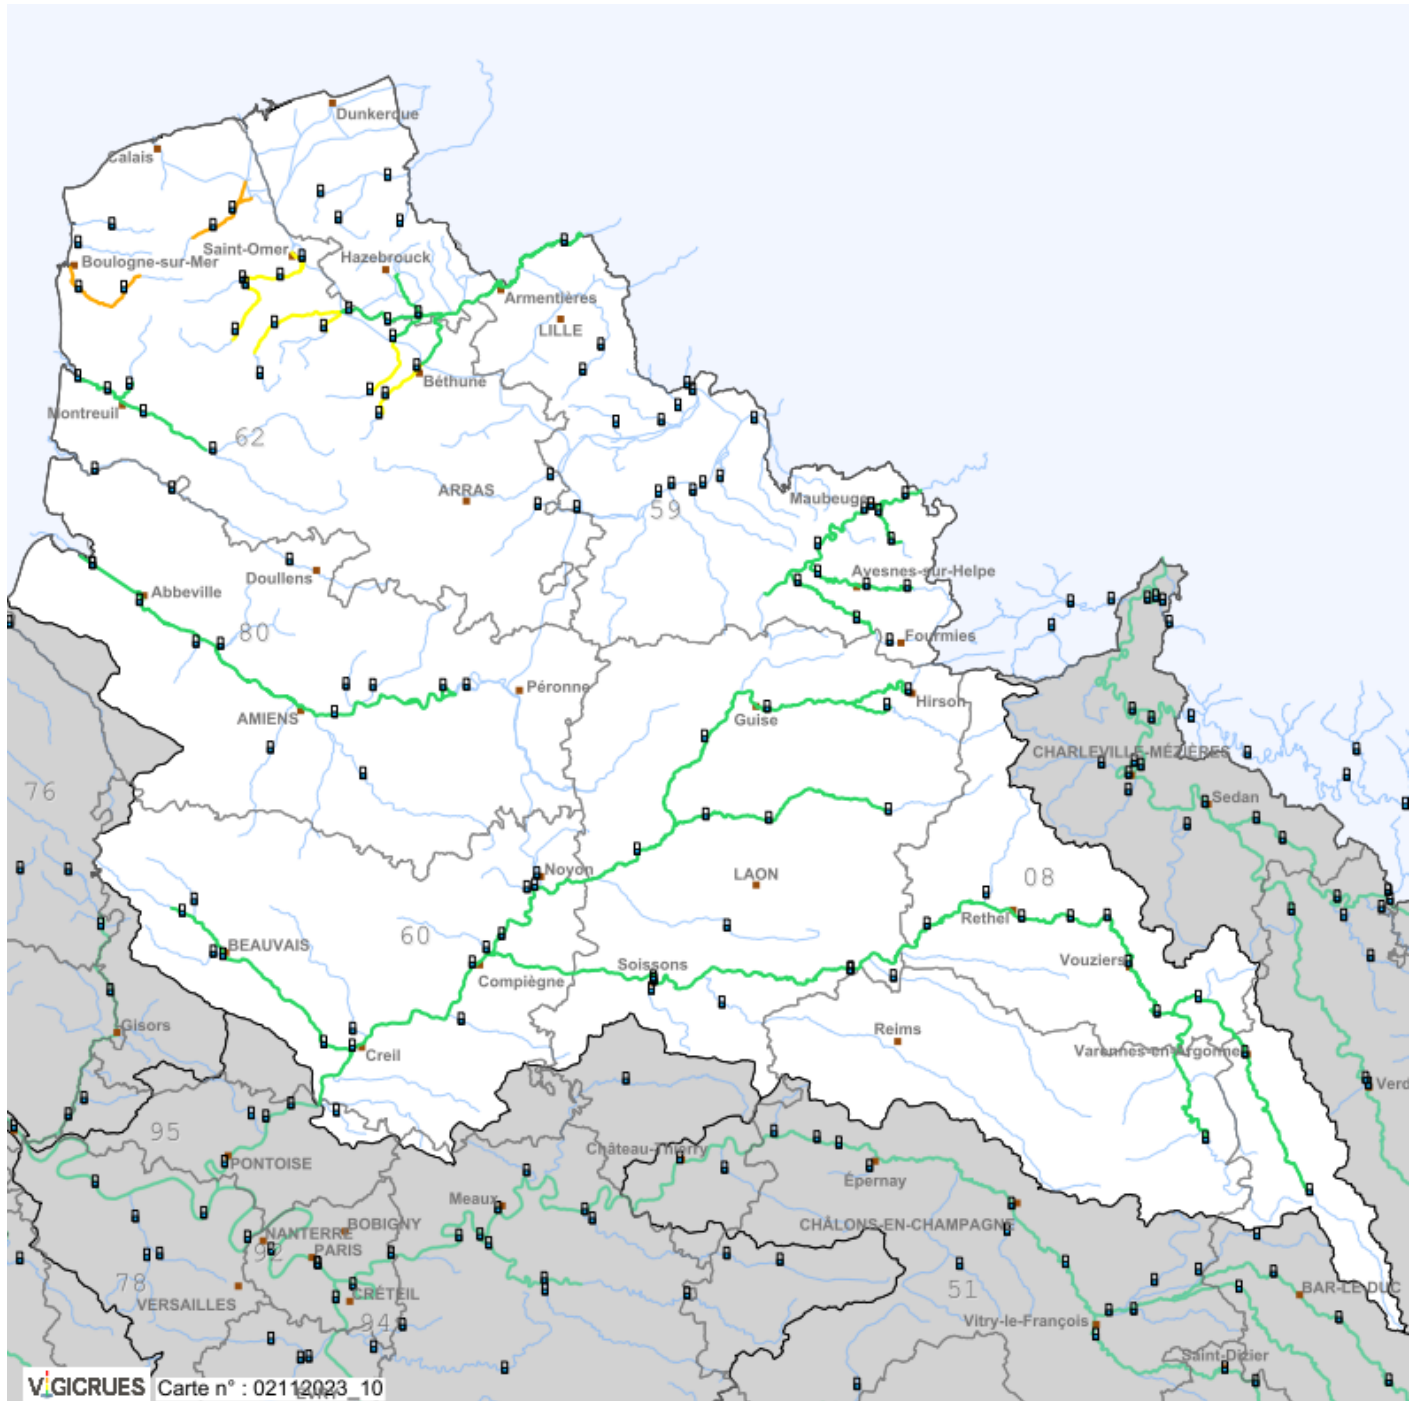 Dunkerque
Calais
Saint-Omer
Hazebrouck
Boulogne-sur-Mer
Armentières
LILLE
Béthune
Montreuil
62
ARRAS
59
Maubeuge
Doullens
Avesnes-sur-Helpe
Abbeville
80
Fourmies
Péronne
Hirson
AMIENS
Guise
CHARLEVILLE-MÉZIÈRES
76
Sedan
Noyon
LAON
08
Rethel
60
BEAUVAIS
Vouziers
Soissons
Compiègne
Gisors
Reims
Creil
Varennes-en-Argonne
Verd
95
Château-Thierry
PONTOISE
Épernay
Meaux
BOBIGNY
CHÂLONS-EN-CHAMPAGNE
NANTERRE
92
PARIS
78
VERSAILLES
CRÉTEIL
51
BAR-LE-DUC
94
Vitry-le-François
Saint-Dizier
VIGICRUES Carte n° : 02112023_10